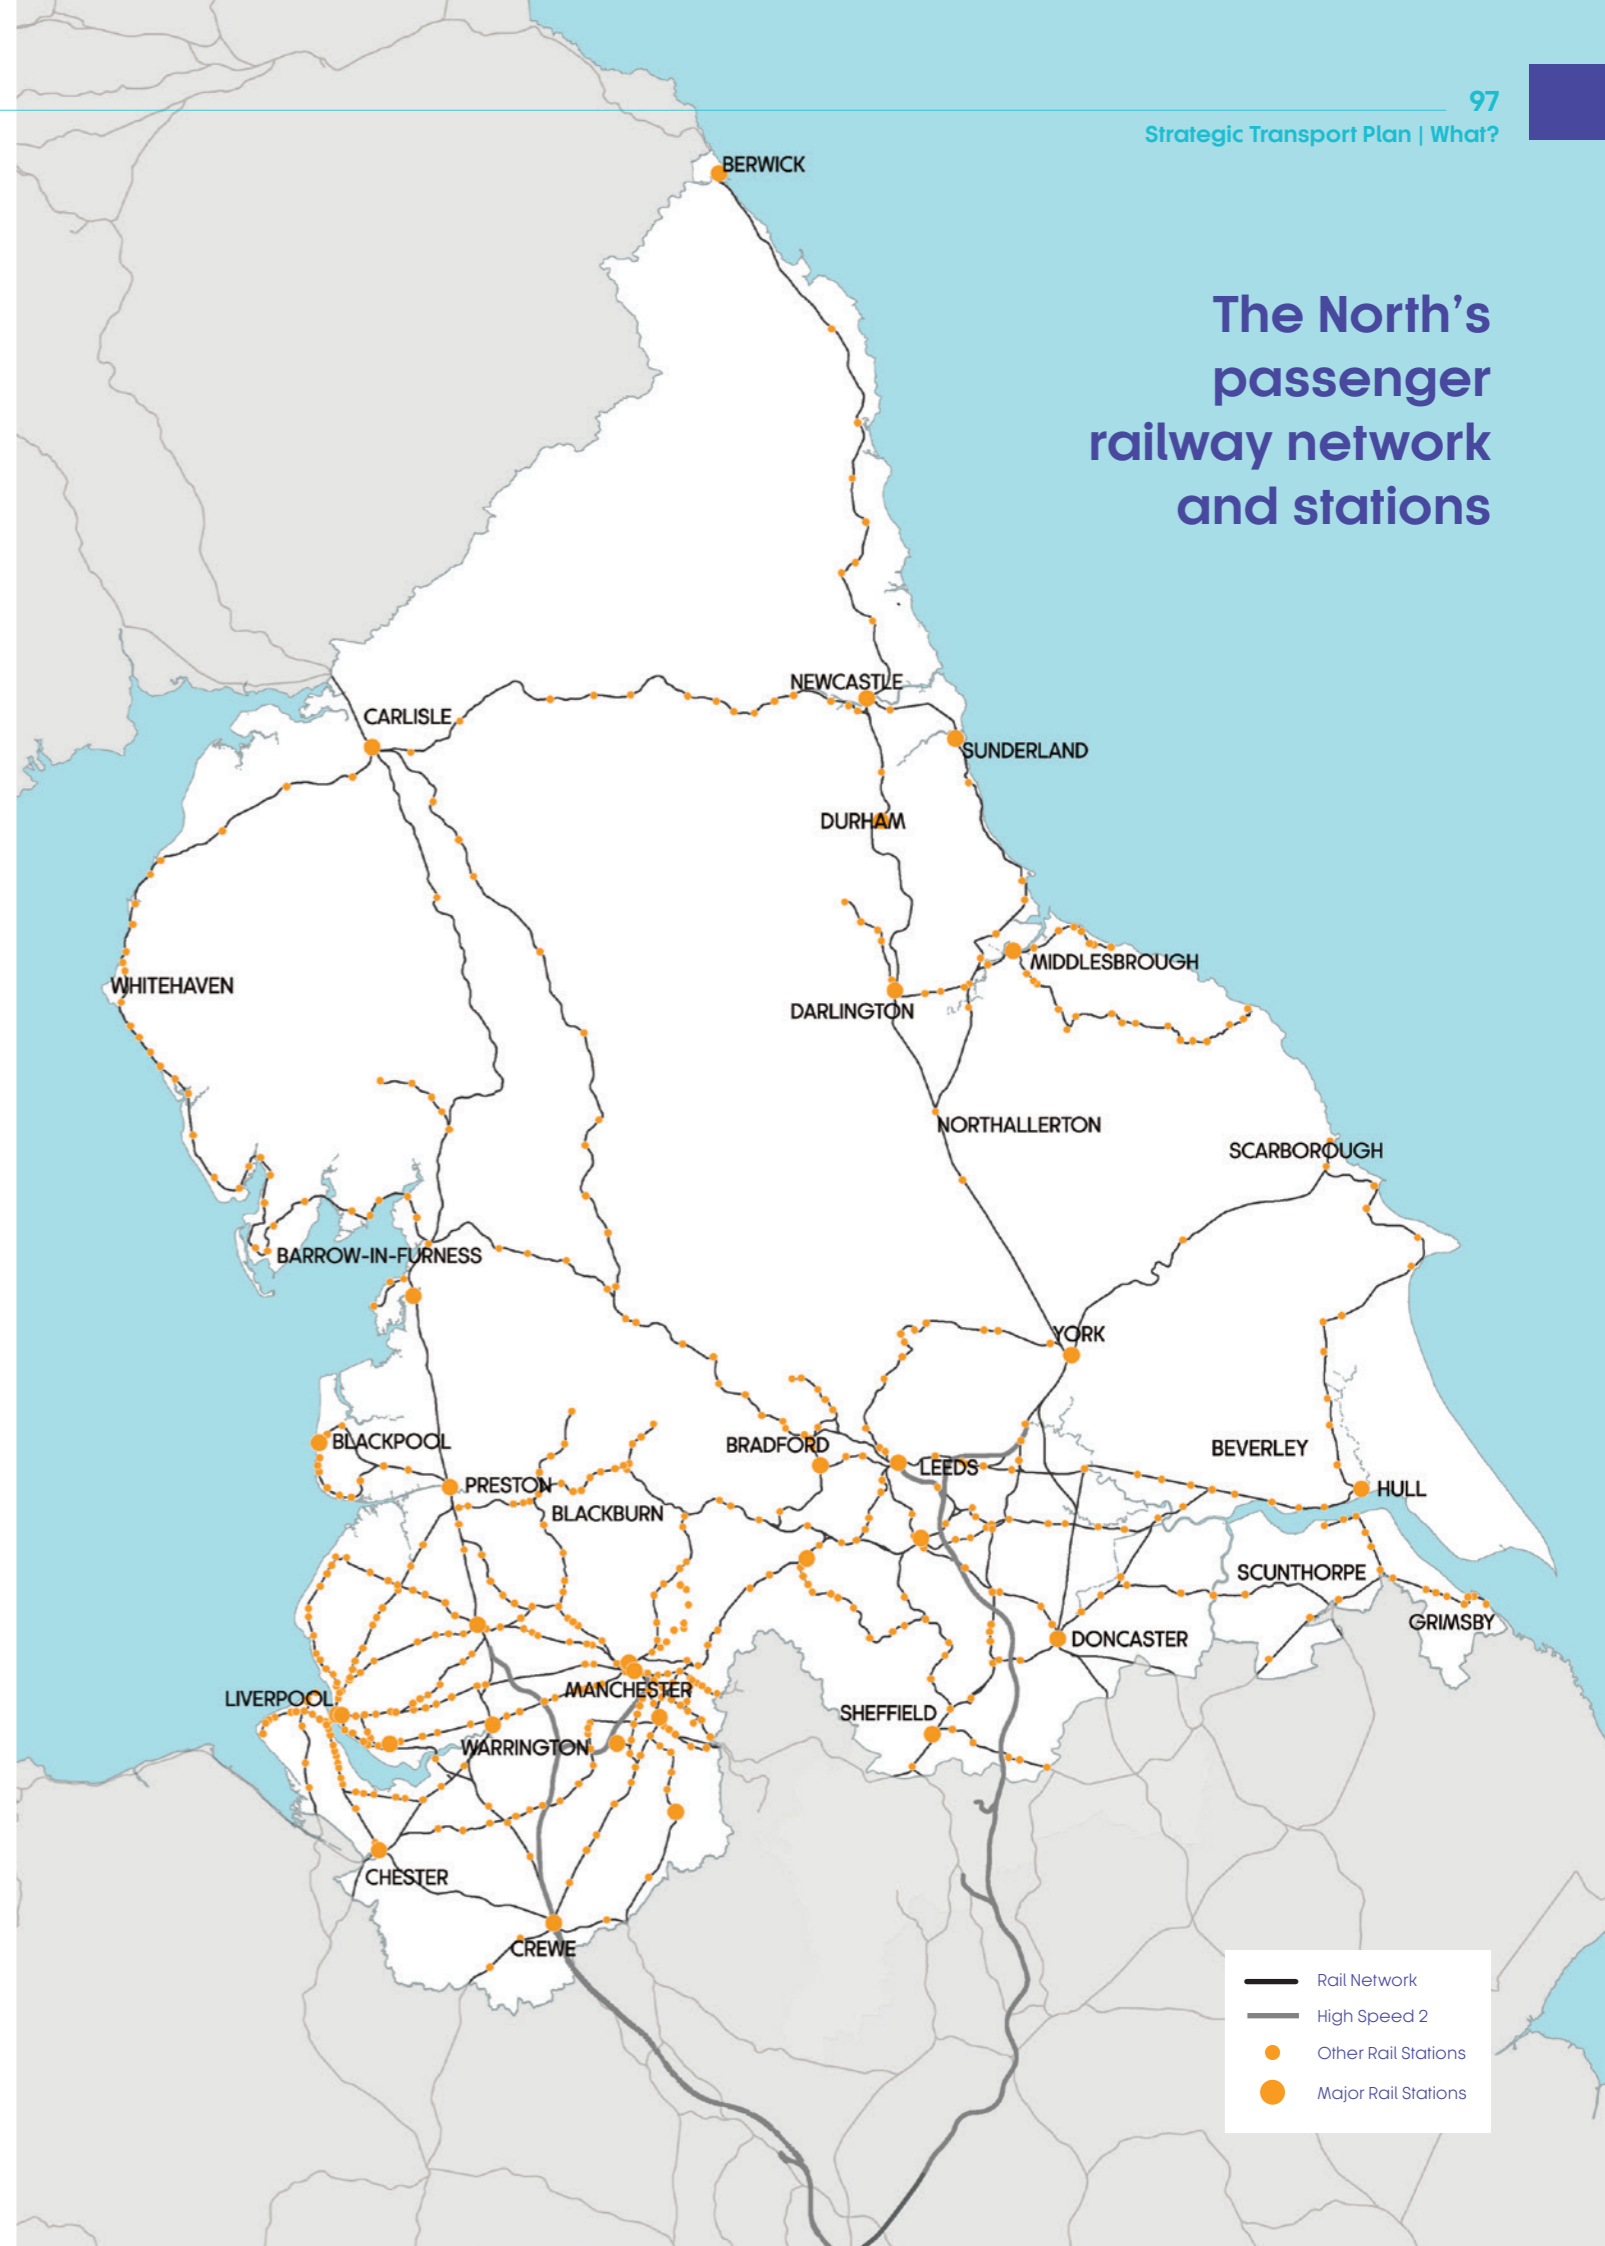 97
Strategic Transport Plan | What?
BERWICK
The North's
passenger
railway network
and stations
NEWCASTLE
CARLISLE
SUNDERLAND
DURHAM
MIDDLESBROUGH
WHITEHAVEN
DARLINGTON
NORTHALLERTON
SCARBOROUGH
BARROW-IN-FURNESS
YORK
BLACKPOOL
BRADFORD
BEVERLEY
LEEDS
PRESTON
HULL
BLACKBURN
SCUNTHORPE
GRIMSBY
DONCASTER
MANCHESTER
LIVERPOOL
SHEFFIELD
WARRINGTON
CHESTER
CREWE
Rail Network
High Speed 2
Other Rail Stations
Major Rail Stations